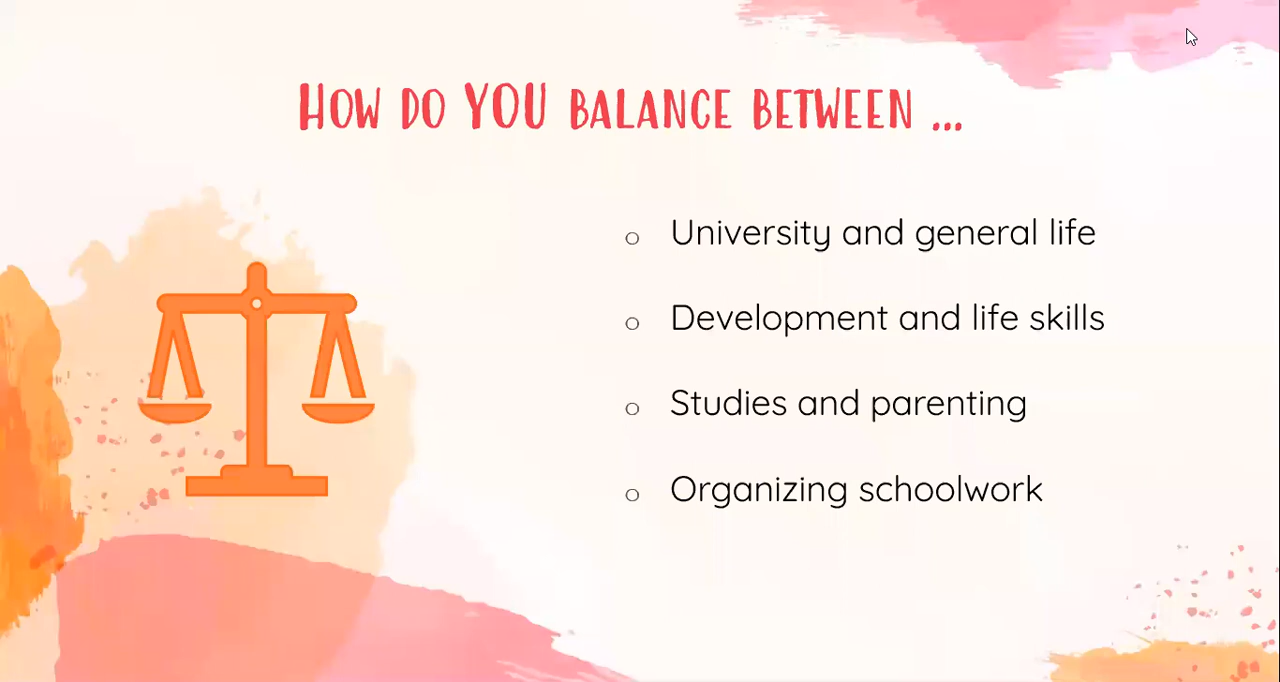 HOW DO YOU BALANCE BETWEEN ...
University and general life
Development and life skills
Studies and parenting
Organizing schoolwork